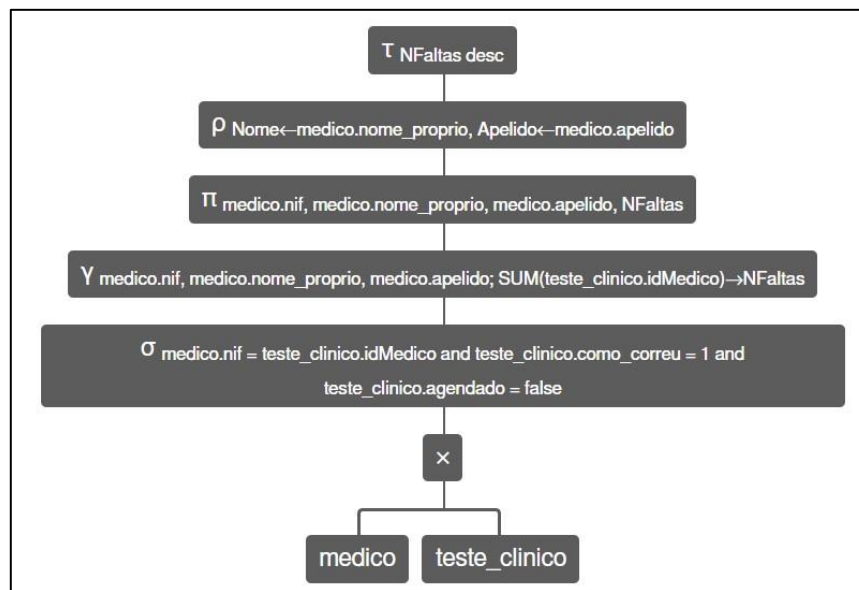 τ NFaltas desc
ρ Nome←medico.nome_proprio, Apelido←medico.apelido
π medico.nif, medico.nome_proprio, medico.apelido, NFaltas
γ medico.nif, medico.nome_proprio, medico.apelido; SUM(teste_clinico.idMedico)→NFaltas
σ medico.nif = teste_clinico.idMedico and teste_clinico.como_correu = 1 and
teste_clinico.agendado = false
×
medico teste_clinico